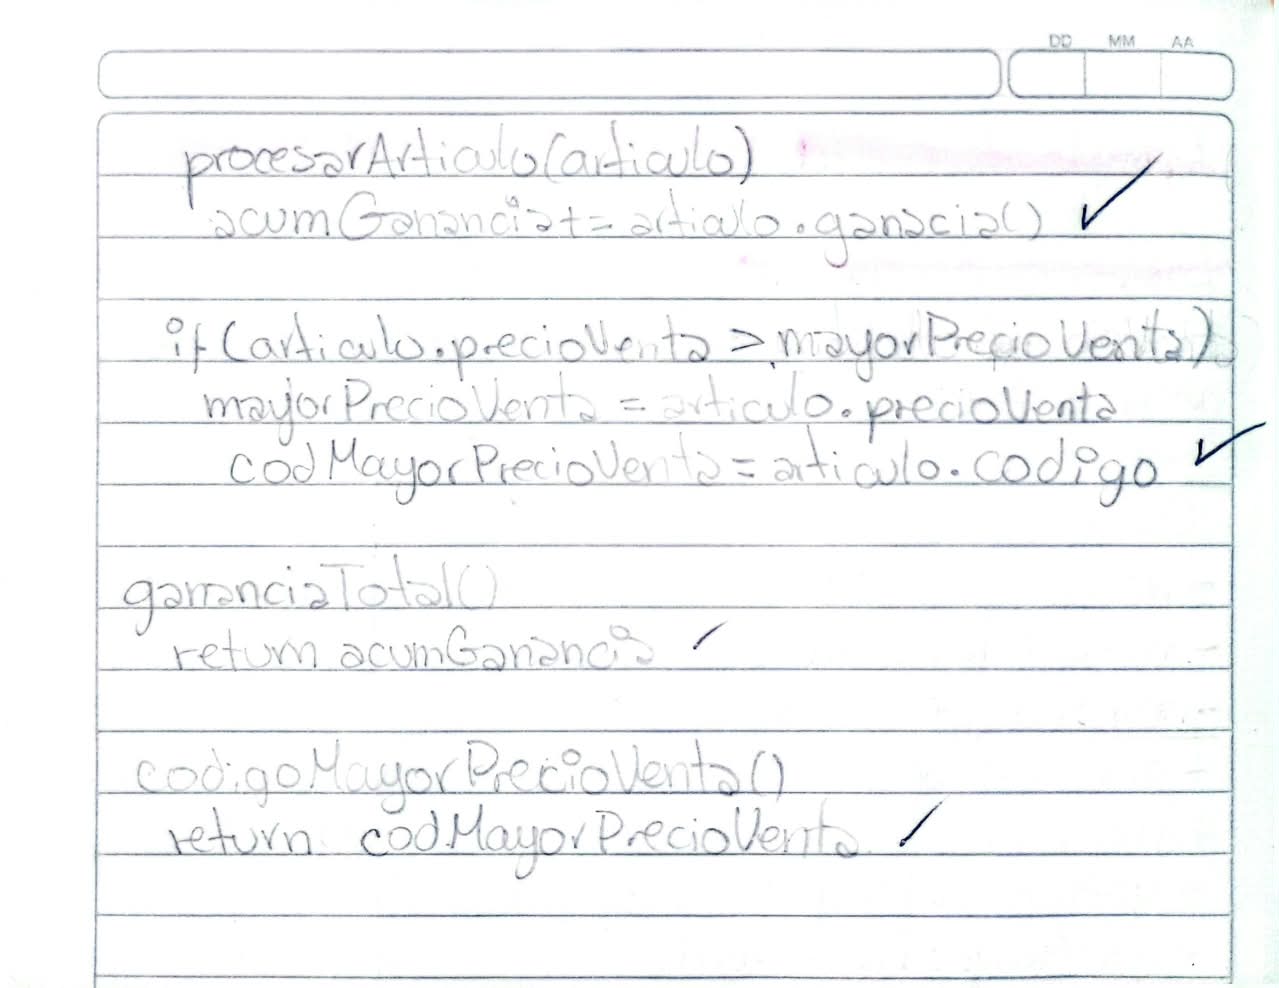 DD MM AA
procesarArticulo(articulo)
acumGanancia+= articulo.ganacia()
if (articulo.precioVenta > mayorPrecioVenta)
mayorPrecioVenta = articulo.precioVenta
codMayorPrecioVenta = articulo.codigo
gananciaTotal()
return acumGanancia
codigoMayorPrecioVenta()
return codMayorPrecioVenta